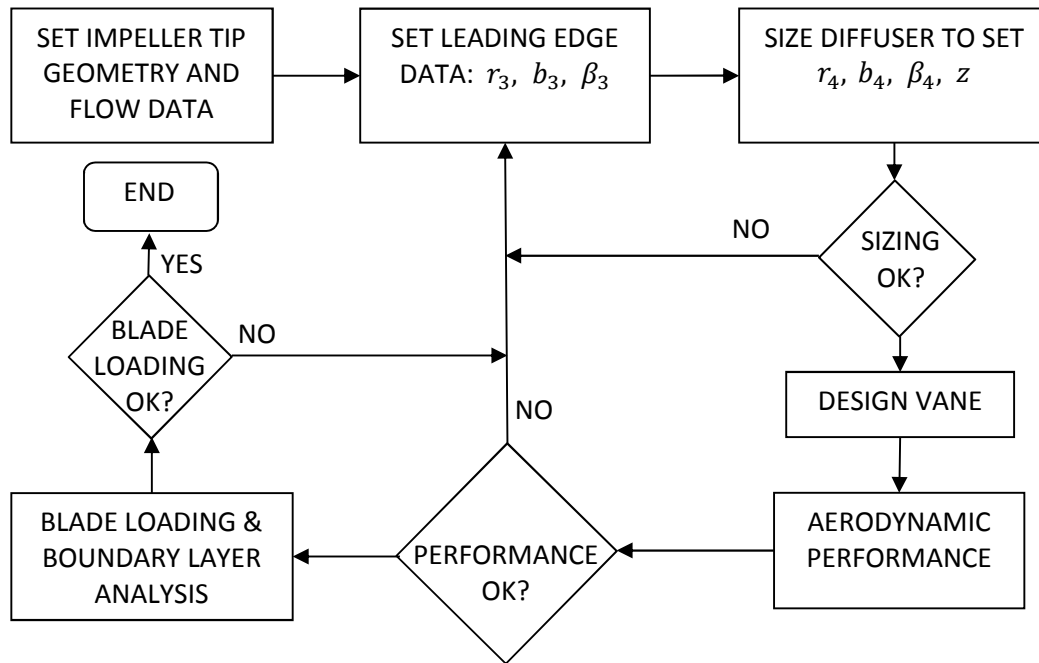 SET IMPELLER TIP
GEOMETRY AND
FLOW DATA
SET LEADING EDGE
DATA: r₃, b₃, β₃
SIZE DIFFUSER TO SET
r₄, b₄, β₄, z
END
YES
NO
SIZING
OK?
BLADE
LOADING
OK?
NO
NO
DESIGN VANE
BLADE LOADING &
BOUNDARY LAYER
ANALYSIS
PERFORMANCE
OK?
AERODYNAMIC
PERFORMANCE